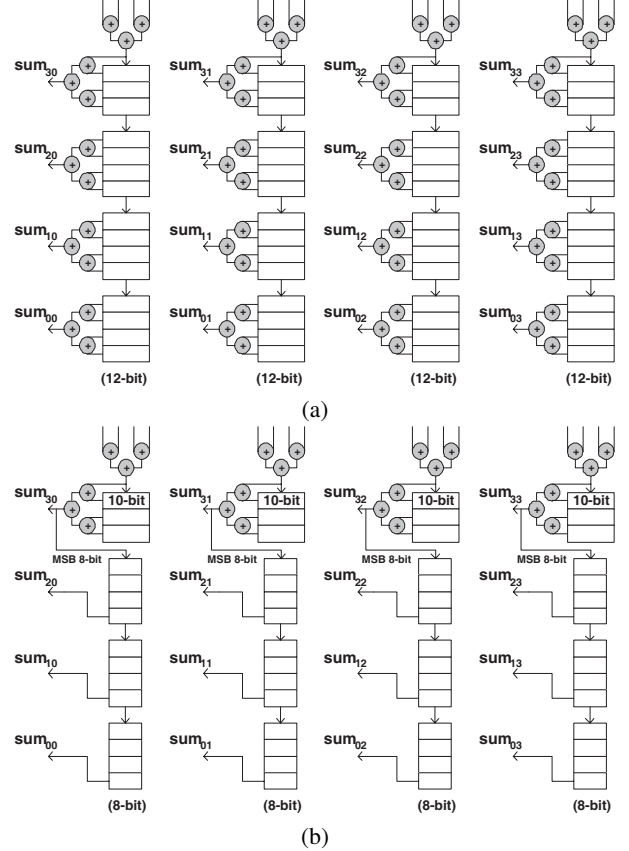 sum30 sum31 sum32 sum33
sum20 sum21 sum22 sum23
sum10 sum11 sum12 sum13
sum00 sum01 sum02 sum03
(12-bit) (12-bit) (12-bit) (12-bit)
(a)
sum30 10-bit sum31 10-bit sum32 10-bit sum33 10-bit
MSB 8-bit MSB 8-bit MSB 8-bit MSB 8-bit
sum20 sum21 sum22 sum23
sum10 sum11 sum12 sum13
sum00 sum01 sum02 sum03
(8-bit) (8-bit) (8-bit) (8-bit)
(b)